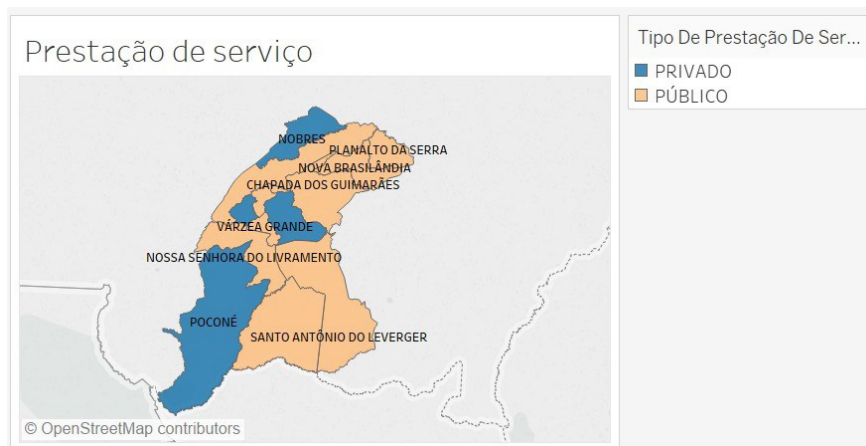 Prestação de serviço
NOBRES
PLANALTO DA SERRA
NOVA BRASILÂNDIA
CHAPADA DOS GUIMARÃES
VÁRZEA GRANDE
NOSSA SENHORA DO LIVRAMENTO
POCONÉ
SANTO ANTÔNIO DO LEVERGER
© OpenStreetMap contributors
Tipo De Prestação De Ser...
PRIVADO
PÚBLICO